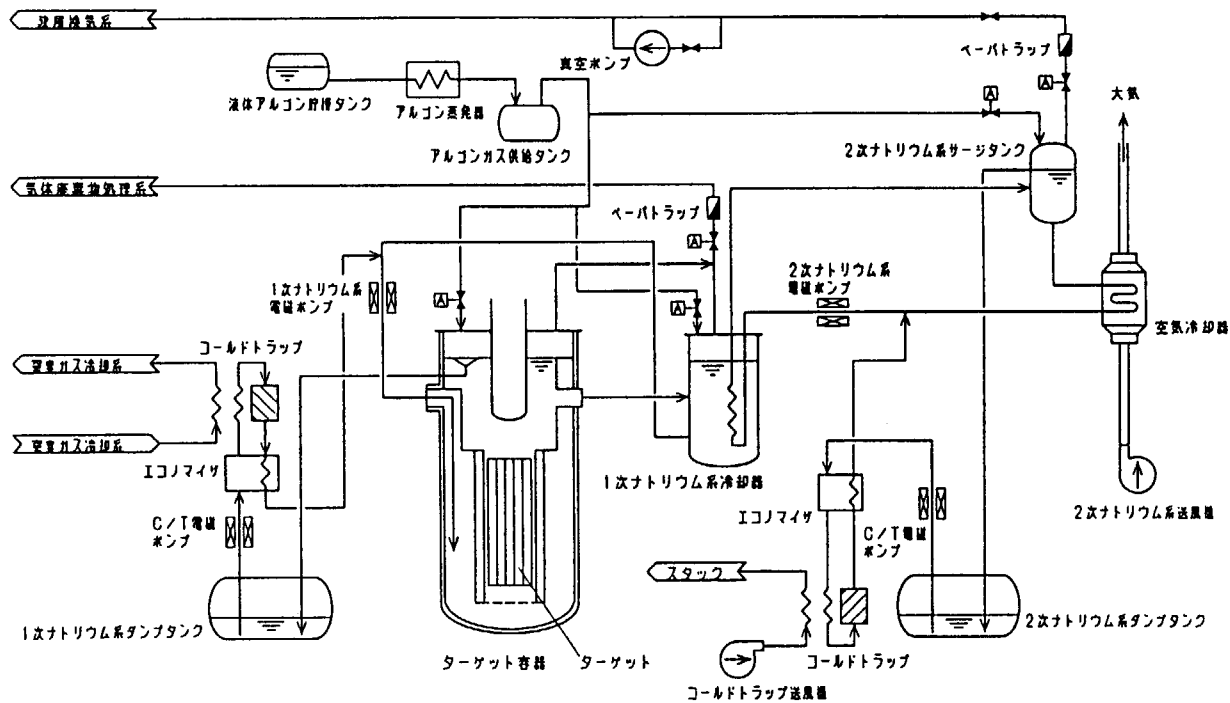 換気系
真空ポンプ
ベーパトラップ
液体アルゴン貯槽タンク
アルゴン蒸発器
アルゴンガス供給タンク
A
A
大気
2次ナトリウム系サージタンク
気体廃棄物処理系
ベーパトラップ
A
1次ナトリウム系
電磁ポンプ
A
A
2次ナトリウム系
電磁ポンプ
空気冷却器
コールドトラップ
窒素ガス冷却系
窒素ガス冷却系
エコノマイザ
1次ナトリウム系冷却器
C/T電磁
ポンプ
エコノマイザ
C/T電磁
ポンプ
2次ナトリウム系送風機
スタック
1次ナトリウム系ダンプタンク
2次ナトリウム系ダンプタンク
ターゲット容器
ターゲット
コールドトラップ
コールドトラップ送風機